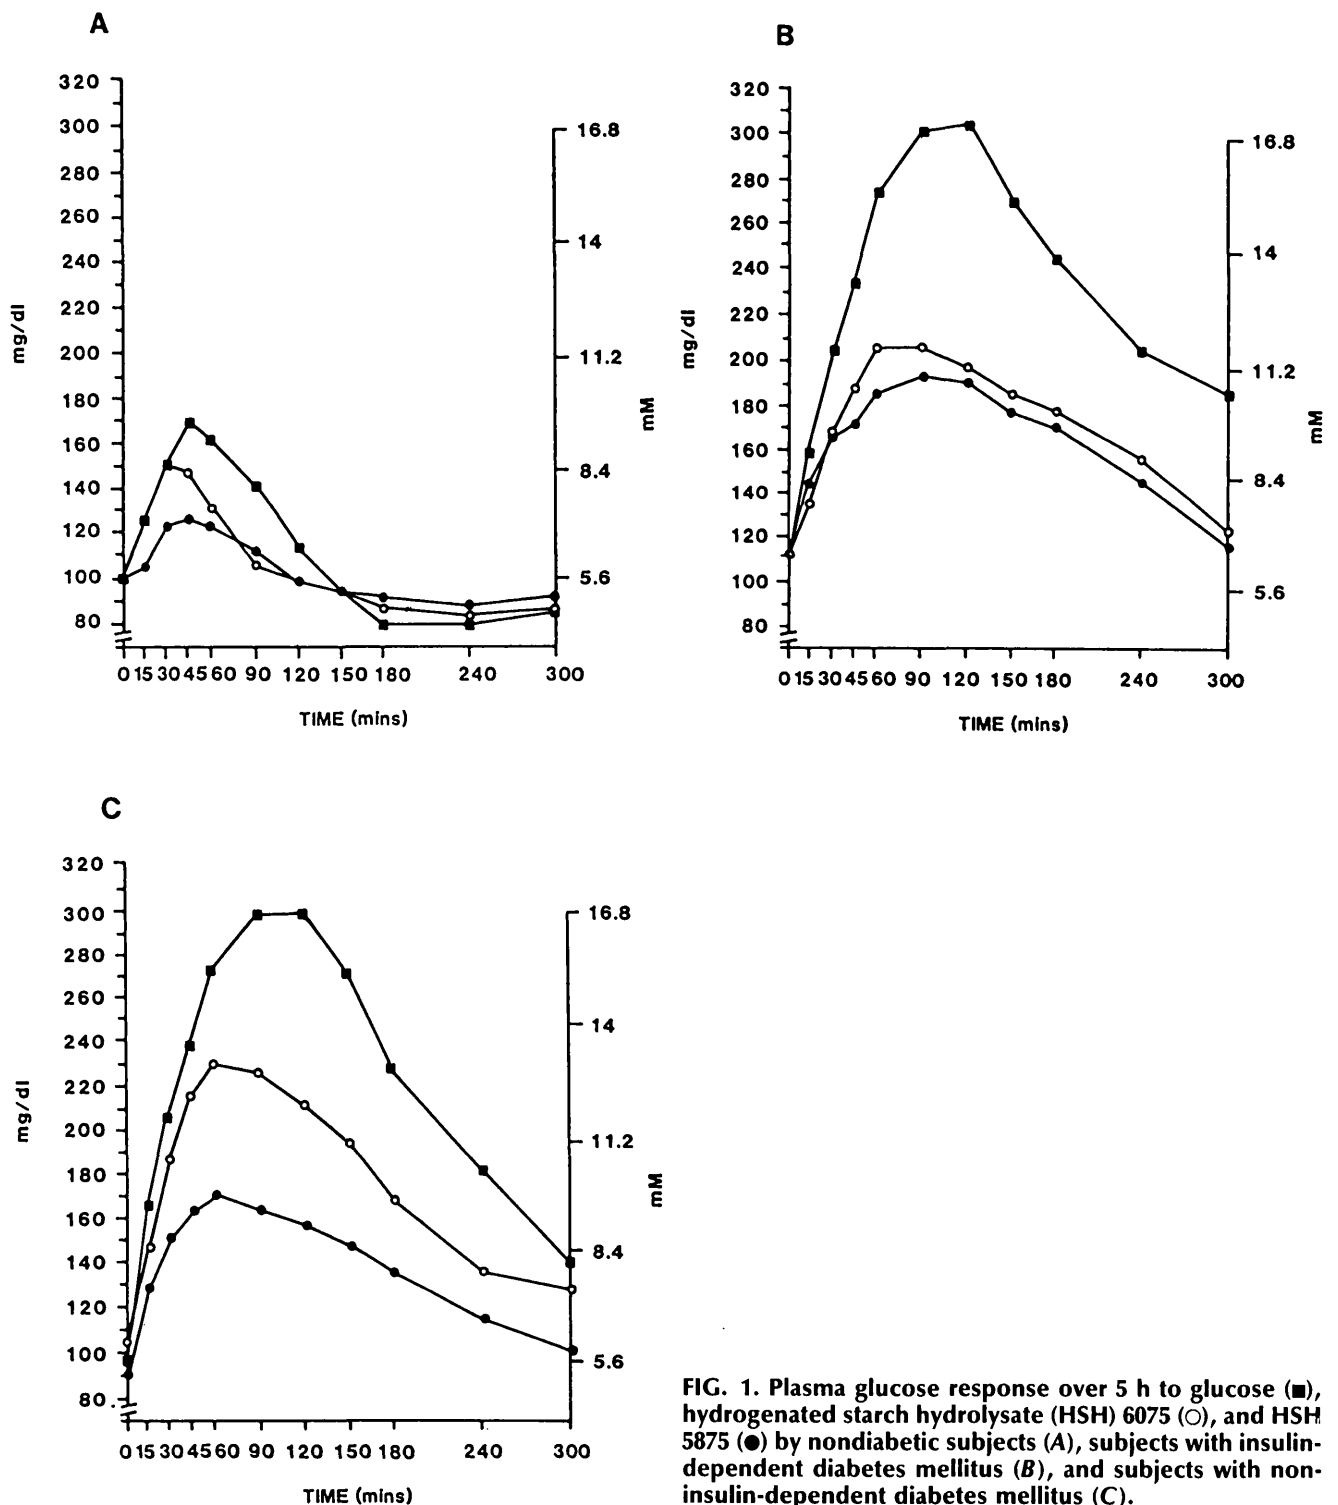 A
320
300
280
260
240
220
200
180
160
140
120
100
80
mg/dl
16.8
14
11.2
8.4
5.6
mM
0 15 30 45 60 90 120 150 180 240 300
TIME (mins)
B
320
300
280
260
240
220
200
180
160
140
120
100
80
mg/dl
16.8
14
11.2
8.4
5.6
mM
0 15 30 45 60 90 120 150 180 240 300
TIME (mins)
C
320
300
280
260
240
220
200
180
160
140
120
100
80
mg/dl
16.8
14
11.2
8.4
5.6
mM
0 15 30 45 60 90 120 150 180 240 300
TIME (mins)
FIG. 1. Plasma glucose response over 5 h to glucose (■),
hydrogenated starch hydrolysate (HSH) 6075 (○), and HSH
5875 (●) by nondiabetic subjects (A), subjects with insulin-
dependent diabetes mellitus (B), and subjects with non-
insulin-dependent diabetes mellitus (C).